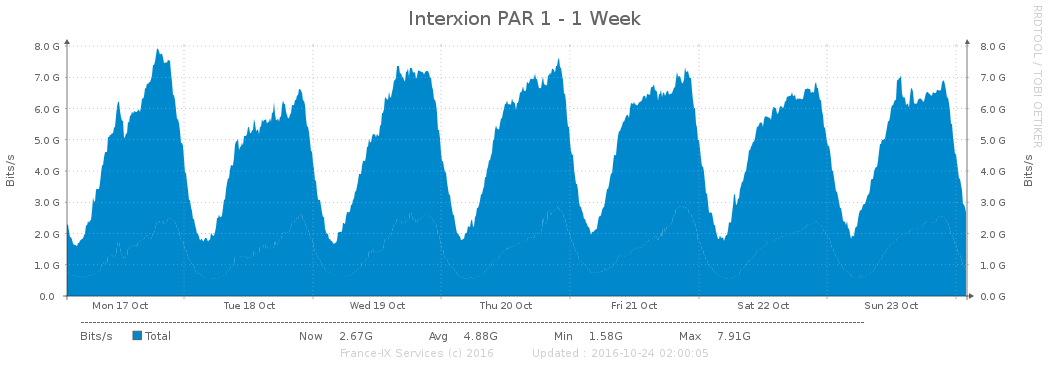 Interxion PAR 1 - 1 Week
RRDTOOL / TOBI OETIKER
Bits/s
8.0 G
7.0 G
6.0 G
5.0 G
4.0 G
3.0 G
2.0 G
1.0 G
0.0
8.0 G
7.0 G
6.0 G
5.0 G
4.0 G
3.0 G
2.0 G
1.0 G
0.0 G
Bits/s
Mon 17 Oct Tue 18 Oct Wed 19 Oct Thu 20 Oct Fri 21 Oct Sat 22 Oct Sun 23 Oct
Bits/s Total Now 2.67G Avg 4.88G Min 1.58G Max 7.91G
France-IX Services (c) 2016 Updated : 2016-10-24 02:00:05